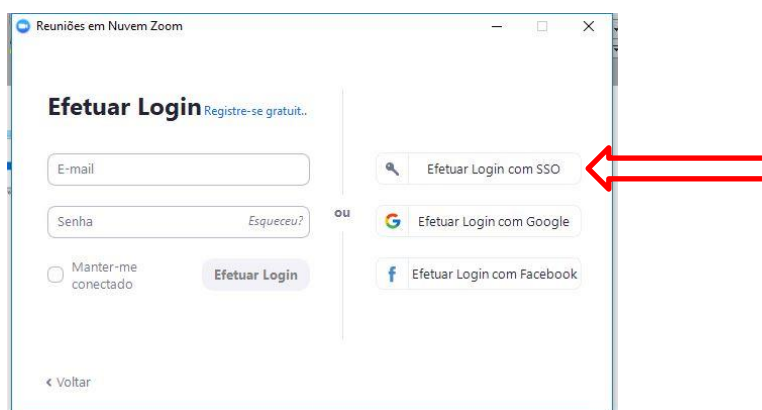 Reuniões em Nuvem Zoom
Efetuar Login Registre-se gratuit..
E-mail
Senha Esqueceu?
Manter-me
conectado
Efetuar Login
ou
Efetuar Login com SSO
Efetuar Login com Google
Efetuar Login com Facebook
Voltar